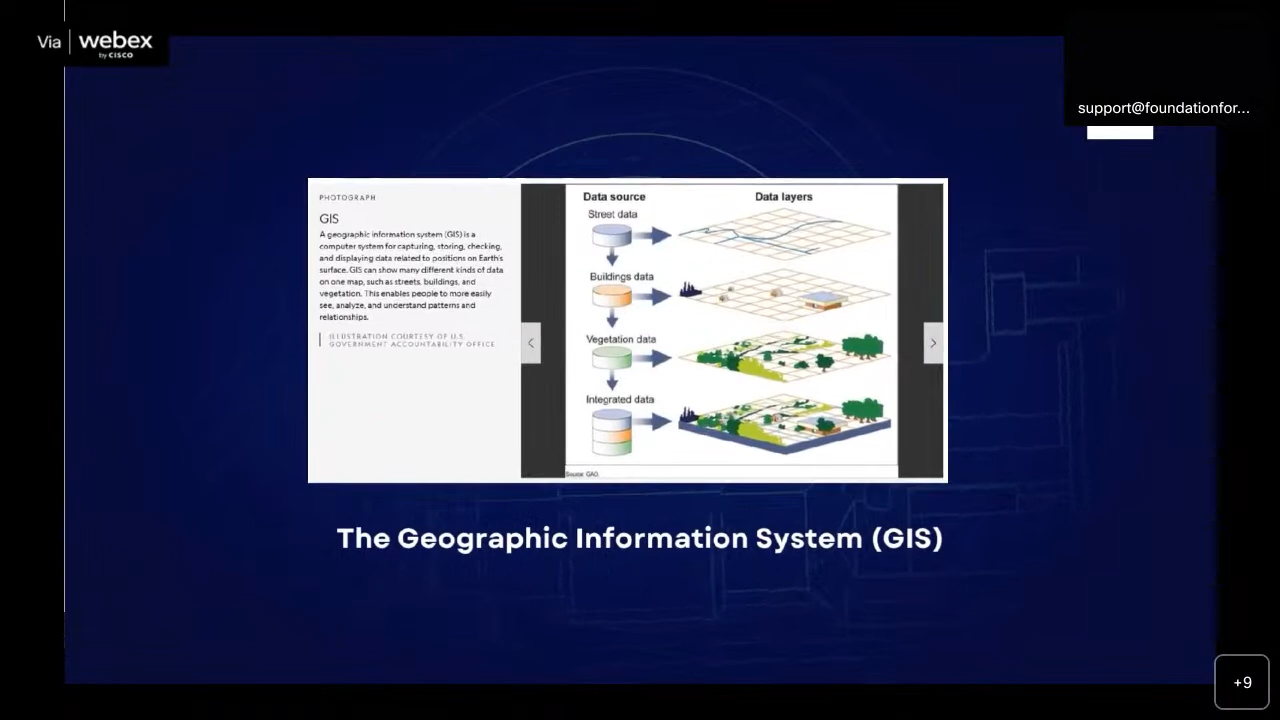 Via | webex
by CISCO
support@foundationfor...
PHOTOGRAPH
GIS
A geographic information system (GIS) is a
computer system for capturing, storing, checking,
and displaying data related to positions on Earth's
surface. GIS can show many different kinds of data
on one map, such as streets, buildings, and
vegetation. This enables people to more easily
see, analyze, and understand patterns and
relationships.
ILLUSTRATION COURTESY OF U.S.
GOVERNMENT ACCOUNTABILITY OFFICE
Data source
Data layers
Street data
Buildings data
Vegetation data
Integrated data
Source: GAO
The Geographic Information System (GIS)
+9